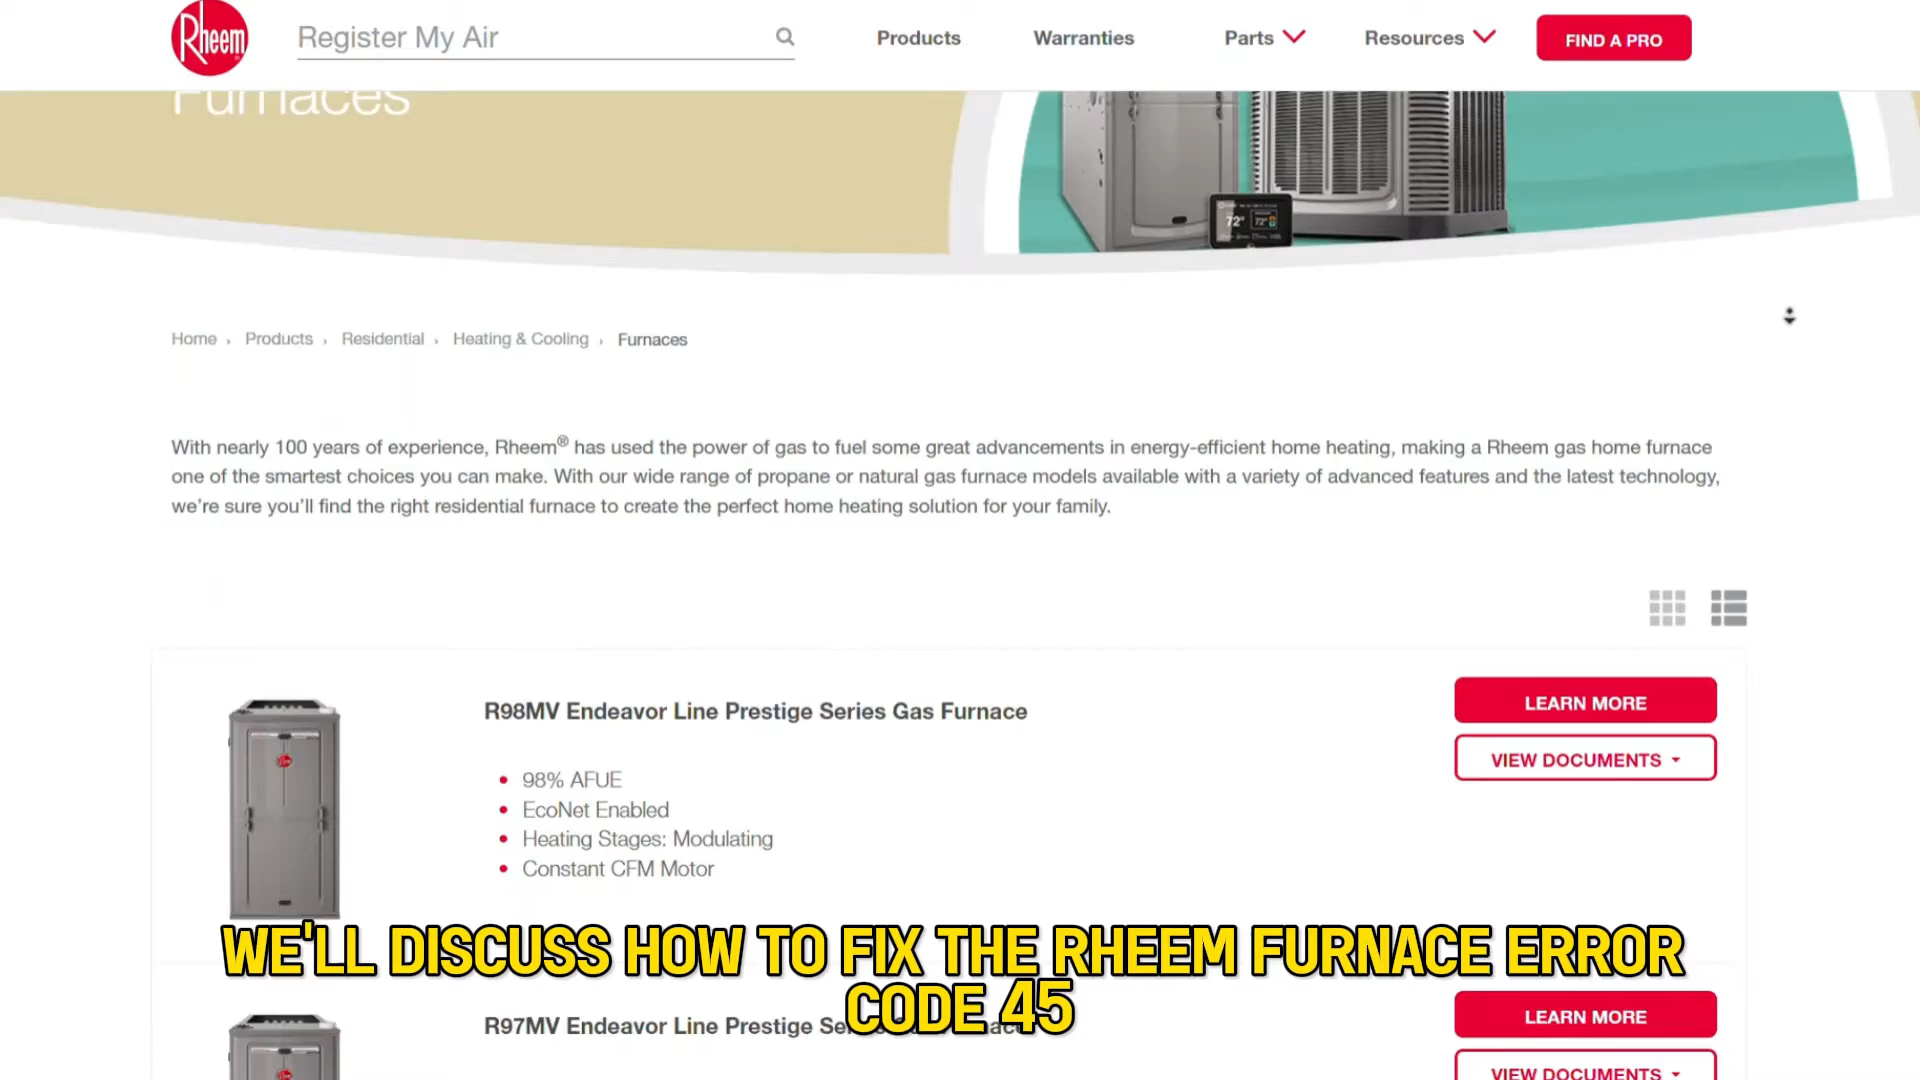 Rheem
Register My Air
Products
Warranties
Parts
Resources
FIND A PRO
Furnaces
72°
Home › Products › Residential › Heating & Cooling › Furnaces
With nearly 100 years of experience, Rheem® has used the power of gas to fuel some great advancements in energy-efficient home heating, making a Rheem gas home furnace
one of the smartest choices you can make. With our wide range of propane or natural gas furnace models available with a variety of advanced features and the latest technology,
we're sure you'll find the right residential furnace to create the perfect home heating solution for your family.
R98MV Endeavor Line Prestige Series Gas Furnace
LEARN MORE
VIEW DOCUMENTS
• 98% AFUE
• EcoNet Enabled
• Heating Stages: Modulating
• Constant CFM Motor
WE'LL DISCUSS HOW TO FIX THE RHEEM FURNACE ERROR
CODE 45
R97MV Endeavor Line Prestige
LEARN MORE
VIEW DOCUMENTS